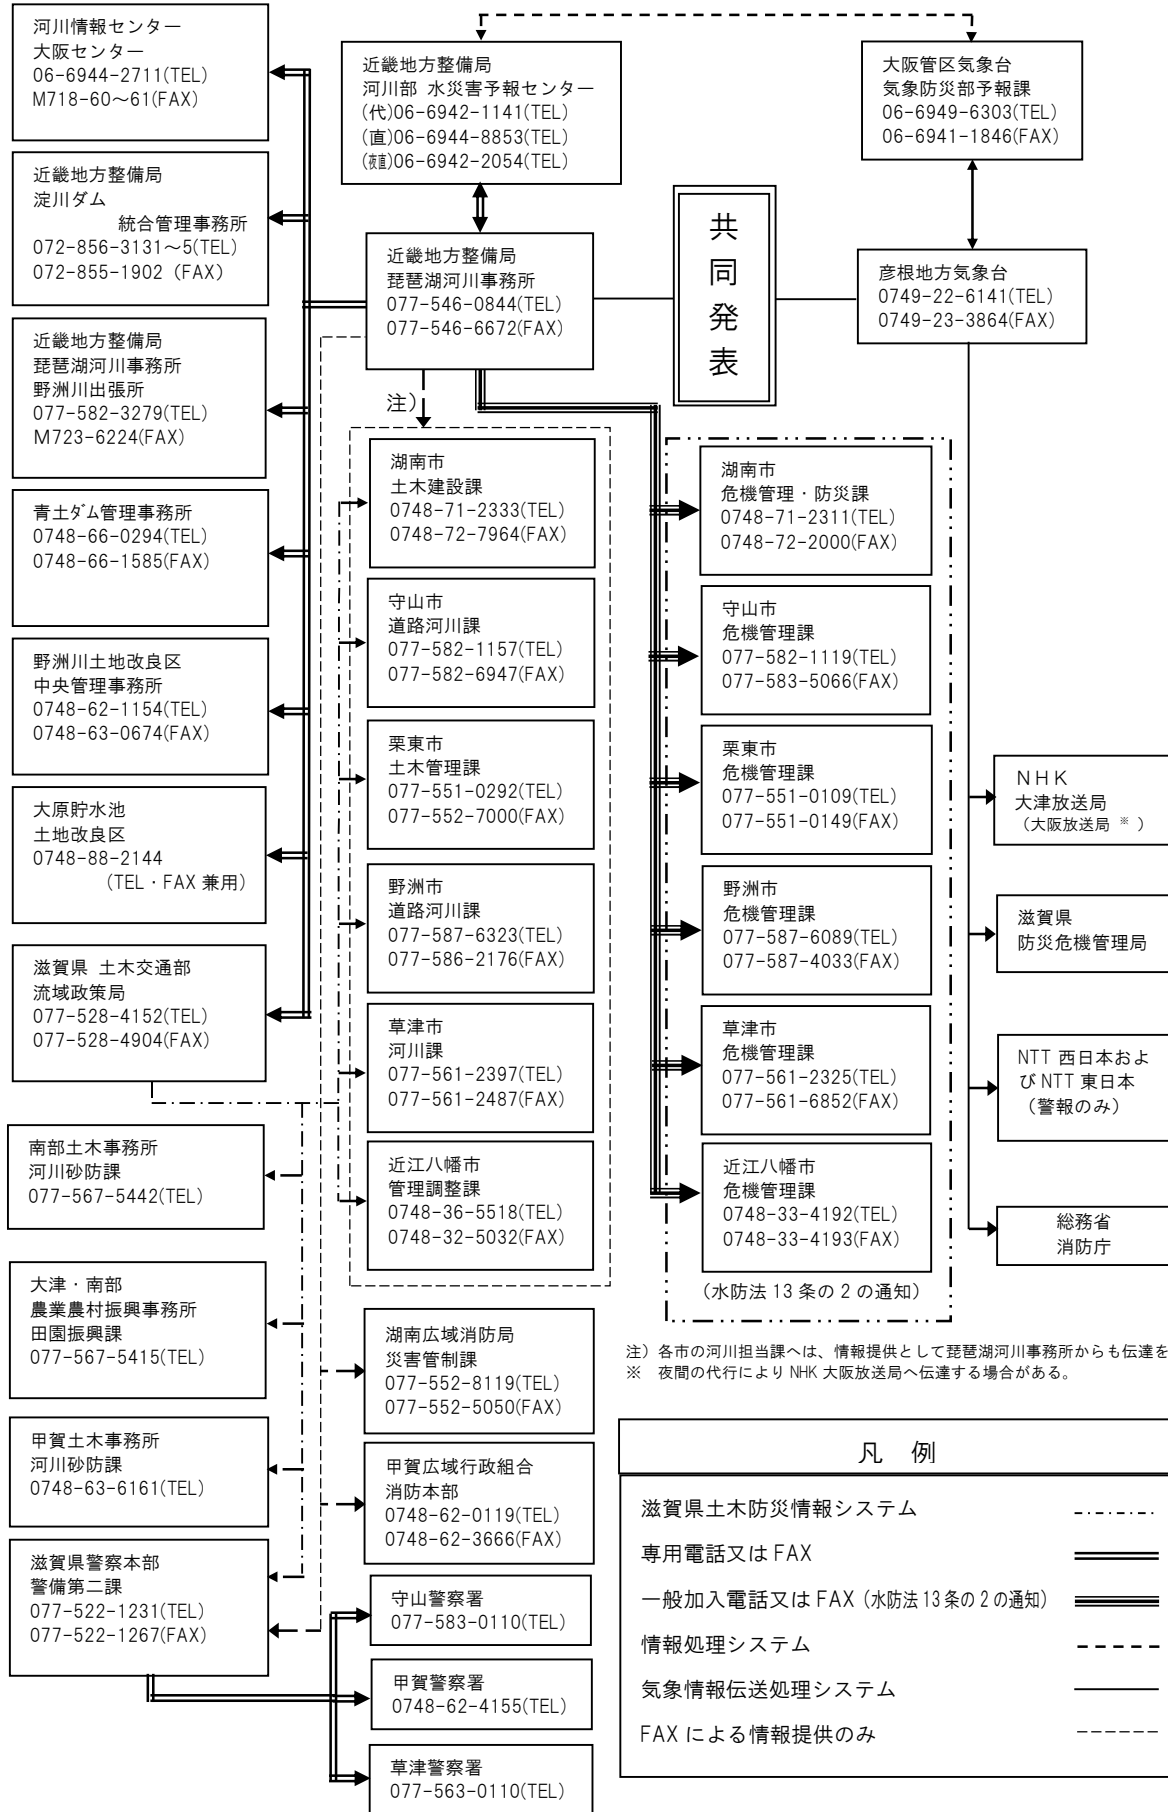 河川情報センター
大阪センター
06-6944-2711(TEL)
M718-60～61(FAX)
近畿地方整備局
河川部 水災害予報センター
(代)06-6942-1141(TEL)
(直)06-6944-8853(TEL)
(夜直)06-6942-2054(TEL)
大阪管区気象台
気象防災部予報課
06-6949-6303(TEL)
06-6941-1846(FAX)
近畿地方整備局
淀川ダム
統合管理事務所
072-856-3131～5(TEL)
072-855-1902 (FAX)
近畿地方整備局
琵琶湖河川事務所
077-546-0844(TEL)
077-546-6672(FAX)
共
同
発
表
彦根地方気象台
0749-22-6141(TEL)
0749-23-3864(FAX)
近畿地方整備局
琵琶湖河川事務所
野洲川出張所
077-582-3279(TEL)
M723-6224(FAX)
注)
青土ダム管理事務所
0748-66-0294(TEL)
0748-66-1585(FAX)
野洲川土地改良区
中央管理事務所
0748-62-1154(TEL)
0748-63-0674(FAX)
大原貯水池
土地改良区
0748-88-2144
(TEL・FAX 兼用)
滋賀県 土木交通部
流域政策局
077-528-4152(TEL)
077-528-4904(FAX)
南部土木事務所
河川砂防課
077-567-5442(TEL)
大津・南部
農業農村振興事務所
田園振興課
077-567-5415(TEL)
甲賀土木事務所
河川砂防課
0748-63-6161(TEL)
滋賀県警察本部
警備第二課
077-522-1231(TEL)
077-522-1267(FAX)
湖南市
土木建設課
0748-71-2333(TEL)
0748-72-7964(FAX)
守山市
道路河川課
077-582-1157(TEL)
077-582-6947(FAX)
栗東市
土木管理課
077-551-0292(TEL)
077-552-7000(FAX)
野洲市
道路河川課
077-587-6323(TEL)
077-586-2176(FAX)
草津市
河川課
077-561-2397(TEL)
077-561-2487(FAX)
近江八幡市
管理調整課
0748-36-5518(TEL)
0748-32-5032(FAX)
湖南広域消防局
災害管制課
077-552-8119(TEL)
077-552-5050(FAX)
甲賀広域行政組合
消防本部
0748-62-0119(TEL)
0748-62-3666(FAX)
守山警察署
077-583-0110(TEL)
甲賀警察署
0748-62-4155(TEL)
草津警察署
077-563-0110(TEL)
湖南市
危機管理・防災課
0748-71-2311(TEL)
0748-72-2000(FAX)
守山市
危機管理課
077-582-1119(TEL)
077-583-5066(FAX)
栗東市
危機管理課
077-551-0109(TEL)
077-551-0149(FAX)
野洲市
危機管理課
077-587-6089(TEL)
077-587-4033(FAX)
草津市
危機管理課
077-561-2325(TEL)
077-561-6852(FAX)
近江八幡市
危機管理課
0748-33-4192(TEL)
0748-33-4193(FAX)
(水防法 13 条の 2 の通知)
NHK
大津放送局
(大阪放送局 ※ )
滋賀県
防災危機管理局
NTT 西日本およ
び NTT 東日本
(警報のみ)
総務省
消防庁
注) 各市の河川担当課へは、情報提供として琵琶湖河川事務所からも伝達を
※ 夜間の代行により NHK 大阪放送局へ伝達する場合がある。
凡 例
滋賀県土木防災情報システム
専用電話又は FAX
一般加入電話又は FAX (水防法 13 条の 2 の通知)
情報処理システム
気象情報伝送処理システム
FAX による情報提供のみ